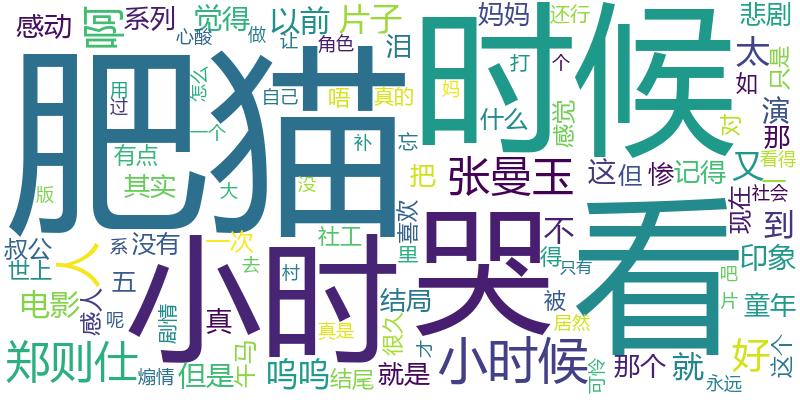 感动
啊
系列
心酸
觉得
做
以前
让
片子
角色
泪
妈妈
还行
悲剧
太
只是
如
演
那
肥猫
时候
用
过
怎么
自己
唔
真的
妈
打
个
什么
感觉
对
一个
有点
补
忘
其实
大
没
把
张曼玉
这
但
惨
记得
又
看得
版
现在
社会
到
叔公
世上
系
没有
人
五
一次
社工
喜欢
里
不
得
只有
小时
哭
看
印象
吧
片
童年
电影
感人
呢
剧情
真
去
村
真是
结局
很久
被
居然
才
郑则仕
煽情
但是
牛马
呜呜
结尾
就是
小时候
可怜
那个
就
永远
好
这个